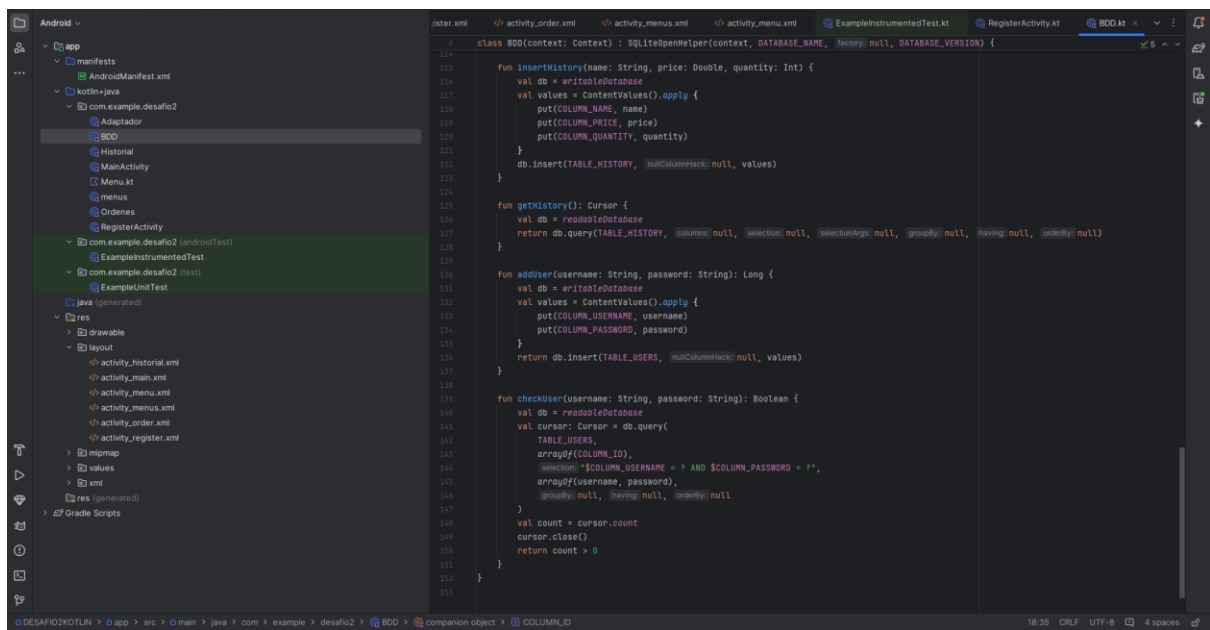 Android
app
manifests
AndroidManifest.xml
kotlin+java
com.example.desafio2
Adaptador
BDD
Historial
MainActivity
Menu.kt
menus
Ordenes
RegisterActivity
com.example.desafio2 (androidTest)
ExampleInstrumentedTest
com.example.desafio2 (test)
ExampleUnitTest
java (generated)
res
drawable
layout
activity_historial.xml
activity_main.xml
activity_menu.xml
activity_menus.xml
activity_order.xml
activity_register.xml
mipmap
values
xml
res (generated)
Gradle Scripts
ister.xml activity_order.xml activity_menus.xml activity_menu.xml ExampleInstrumentedTest.kt RegisterActivity.kt BDD.kt
9 class BDD(context: Context) : SQLiteOpenHelper(context, DATABASE_NAME, factory: null, DATABASE_VERSION) { 5
115 fun insertHistory(name: String, price: Double, quantity: Int) {
116 val db = writableDatabase
117 val values = ContentValues().apply {
118 put(COLUMN_NAME, name)
119 put(COLUMN_PRICE, price)
120 put(COLUMN_QUANTITY, quantity)
121 }
122 db.insert(TABLE_HISTORY, nullColumnHack: null, values)
123 }
124
125 fun getHistory(): Cursor {
126 val db = readableDatabase
127 return db.query(TABLE_HISTORY, columns: null, selection: null, selectionArgs: null, groupBy: null, having: null, orderBy: null)
128 }
129
130 fun addUser(username: String, password: String): Long {
131 val db = writableDatabase
132 val values = ContentValues().apply {
133 put(COLUMN_USERNAME, username)
134 put(COLUMN_PASSWORD, password)
135 }
136 return db.insert(TABLE_USERS, nullColumnHack: null, values)
137 }
138
139 fun checkUser(username: String, password: String): Boolean {
140 val db = readableDatabase
141 val cursor: Cursor = db.query(
142 TABLE_USERS,
143 arrayOf(COLUMN_ID),
144 selection: "$COLUMN_USERNAME = ? AND $COLUMN_PASSWORD = ?",
145 arrayOf(username, password),
146 groupBy: null, having: null, orderBy: null
147 )
148 val count = cursor.count
149 cursor.close()
150 return count > 0
151 }
152 }
153
DESAFIO2KOTLIN > app > src > main > java > com > example > desafio2 > BDD > companion object > COLUMN_ID 18:35 CRLF UTF-8 4 spaces